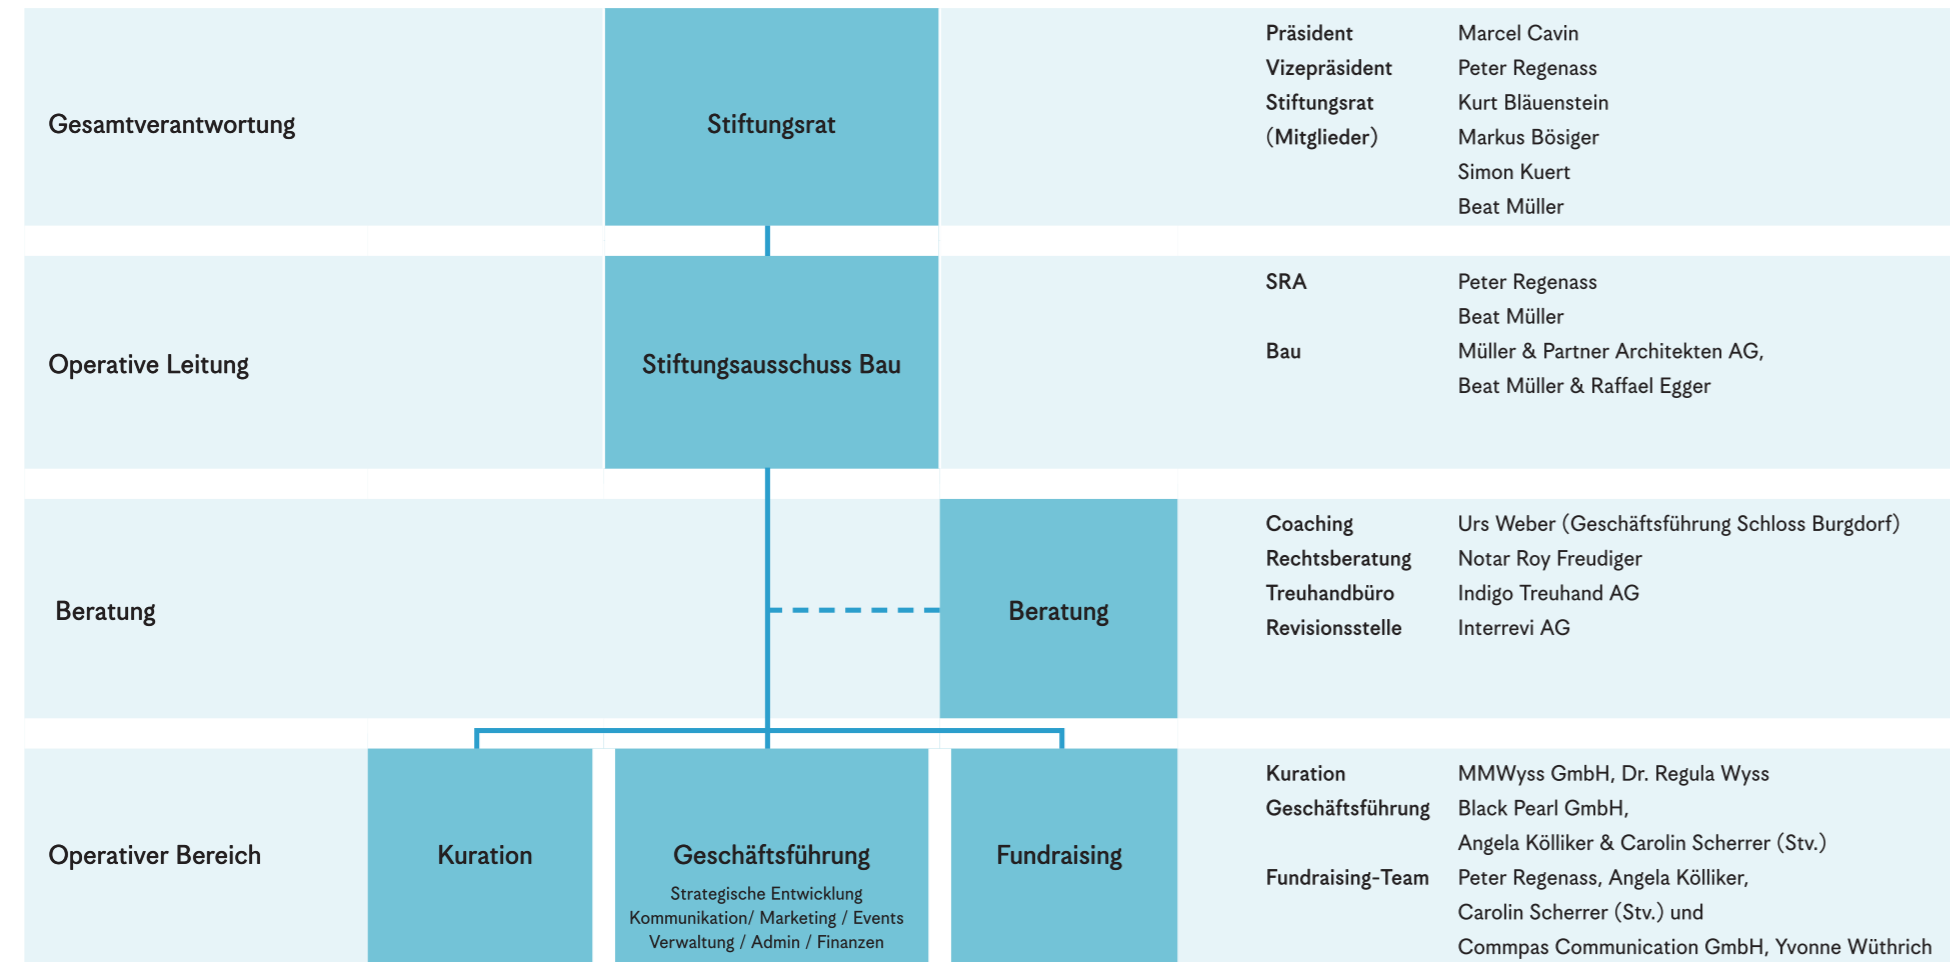 Gesamtverantwortung
Stiftungsrat
Präsident Marcel Cavin
Vizepräsident Peter Regenass
Stiftungsrat Kurt Bläuenstein
(Mitglieder) Markus Bösiger
Simon Kuert
Beat Müller
Operative Leitung
Stiftungsausschuss Bau
SRA Peter Regenass
Beat Müller
Bau Müller & Partner Architekten AG,
Beat Müller & Raffael Egger
Beratung
Beratung
Coaching Urs Weber (Geschäftsführung Schloss Burgdorf)
Rechtsberatung Notar Roy Freudiger
Treuhandbüro Indigo Treuhand AG
Revisionsstelle Interrevi AG
Operativer Bereich
Kuration
Geschäftsführung
Strategische Entwicklung
Kommunikation/ Marketing / Events
Verwaltung / Admin / Finanzen
Fundraising
Kuration MMWyss GmbH, Dr. Regula Wyss
Geschäftsführung Black Pearl GmbH,
Angela Kölliker & Carolin Scherrer (Stv.)
Fundraising-Team Peter Regenass, Angela Kölliker,
Carolin Scherrer (Stv.) und
Commpas Communication GmbH, Yvonne Wüthrich